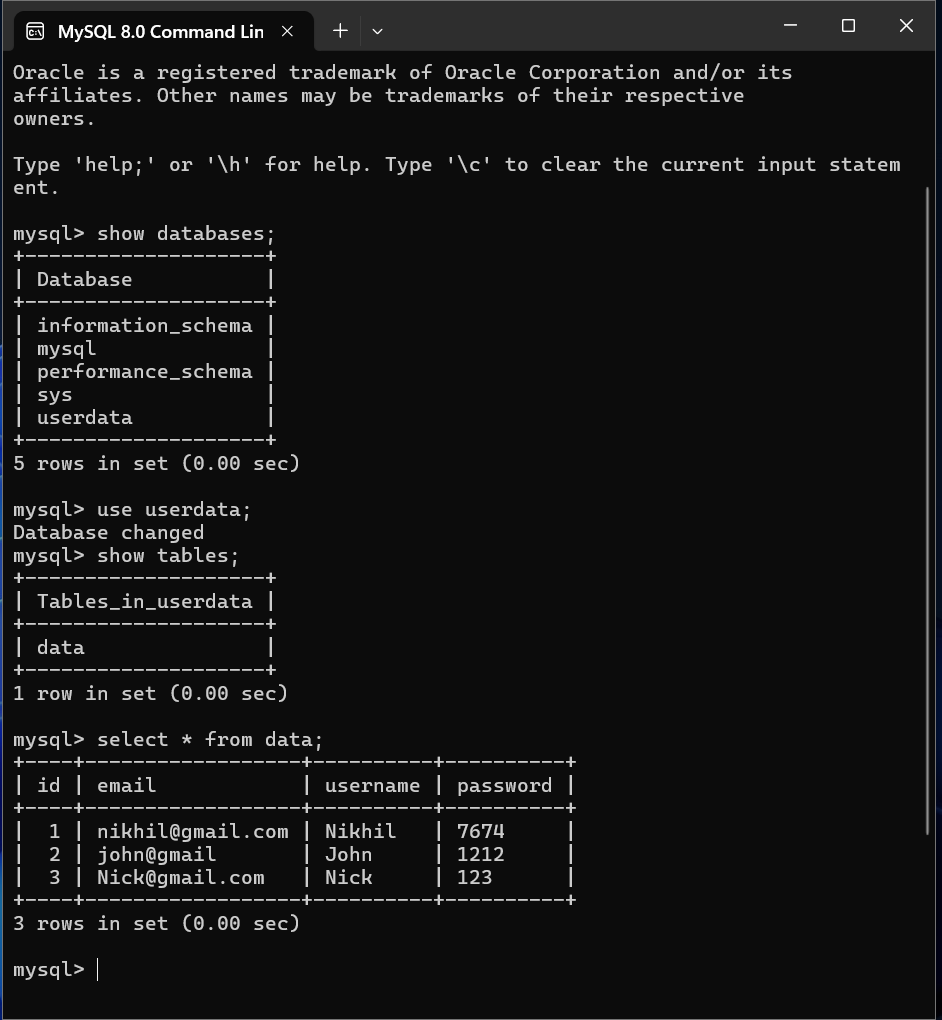 MySQL 8.0 Command Lin
Oracle is a registered trademark of Oracle Corporation and/or its
affiliates. Other names may be trademarks of their respective
owners.
Type 'help;' or '\h' for help. Type '\c' to clear the current input statem
ent.
mysql> show databases;
+--------------------+
| Database           |
+--------------------+
| information_schema |
| mysql              |
| performance_schema |
| sys                |
| userdata           |
+--------------------+
5 rows in set (0.00 sec)
mysql> use userdata;
Database changed
mysql> show tables;
+--------------------+
| Tables_in_userdata |
+--------------------+
| data               |
+--------------------+
1 row in set (0.00 sec)
mysql> select * from data;
+----+------------------+----------+----------+
| id | email            | username | password |
+----+------------------+----------+----------+
|  1 | nikhil@gmail.com | Nikhil   | 7674     |
|  2 | john@gmail       | John     | 1212     |
|  3 | Nick@gmail.com   | Nick     | 123      |
+----+------------------+----------+----------+
3 rows in set (0.00 sec)
mysql>